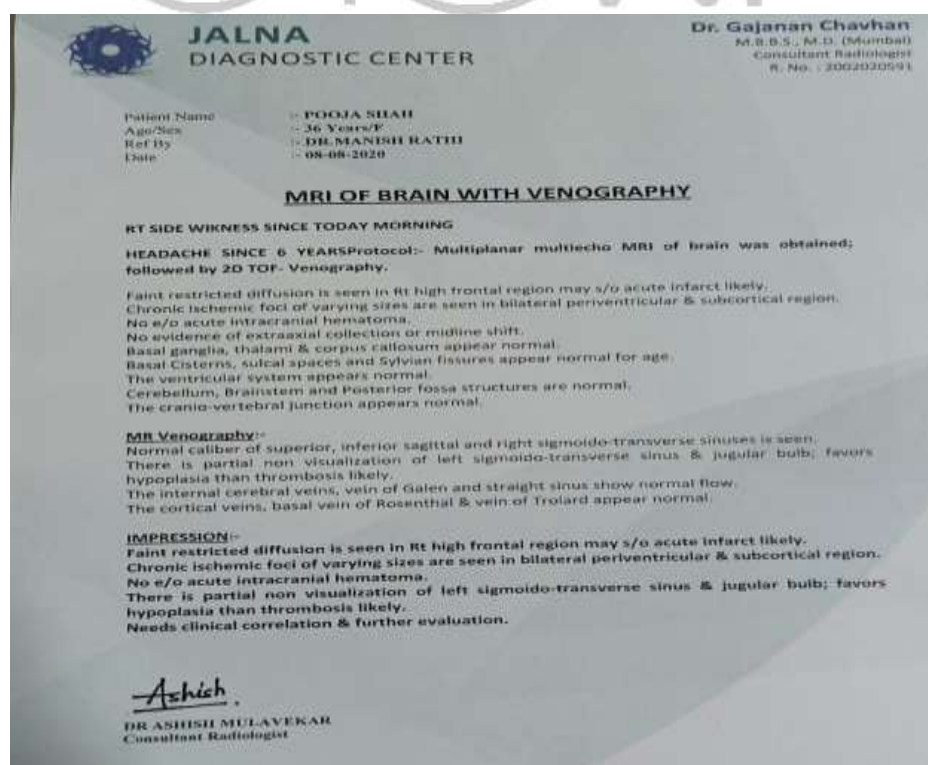 JALNA
DIAGNOSTIC CENTER
Dr. Gajanan Chavhan
M.B.B.S., M.D. (Mumbai)
Consultant Radiologist
R. No. : 2002020591
Patient Name :- POOJA SHAH
Age/Sex :- 36 Years/F
Ref By :- DR.MANISH RATHI
Date :- 08-08-2020
MRI OF BRAIN WITH VENOGRAPHY
RT SIDE WIKNESS SINCE TODAY MORNING
HEADACHE SINCE 6 YEARSProtocol:- Multiplanar multiecho MRI of brain was obtained;
followed by 2D TOF- Venography.
Faint restricted diffusion is seen in Rt high frontal region may s/o acute infarct likely.
Chronic ischemic foci of varying sizes are seen in bilateral periventricular & subcortical region.
No e/o acute intracranial hematoma.
No evidence of extraaxial collection or midline shift.
Basal ganglia, thalami & corpus callosum appear normal.
Basal Cisterns, sulcal spaces and Sylvian fissures appear normal for age.
The ventricular system appears normal.
Cerebellum, Brainstem and Posterior fossa structures are normal.
The cranio-vertebral junction appears normal.
MR Venography:-
Normal caliber of superior, inferior sagittal and right sigmoido-transverse sinuses is seen.
There is partial non visualization of left sigmoido-transverse sinus & jugular bulb; favors
hypoplasia than thrombosis likely.
The internal cerebral veins, vein of Galen and straight sinus show normal flow.
The cortical veins, basal vein of Rosenthal & vein of Trolard appear normal.
IMPRESSION:-
Faint restricted diffusion is seen in Rt high frontal region may s/o acute infarct likely.
Chronic ischemic foci of varying sizes are seen in bilateral periventricular & subcortical region.
No e/o acute intracranial hematoma.
There is partial non visualization of left sigmoido-transverse sinus & jugular bulb; favors
hypoplasia than thrombosis likely.
Needs clinical correlation & further evaluation.
Ashish
DR ASHISH MULAVEKAR
Consultant Radiologist